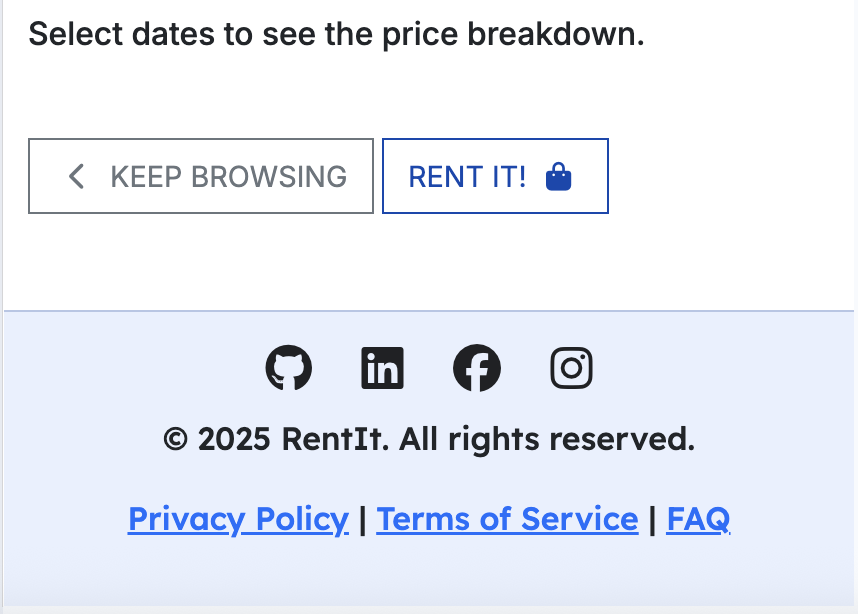 Select dates to see the price breakdown.
KEEP BROWSING
RENT IT!
© 2025 RentIt. All rights reserved.
Privacy Policy | Terms of Service | FAQ